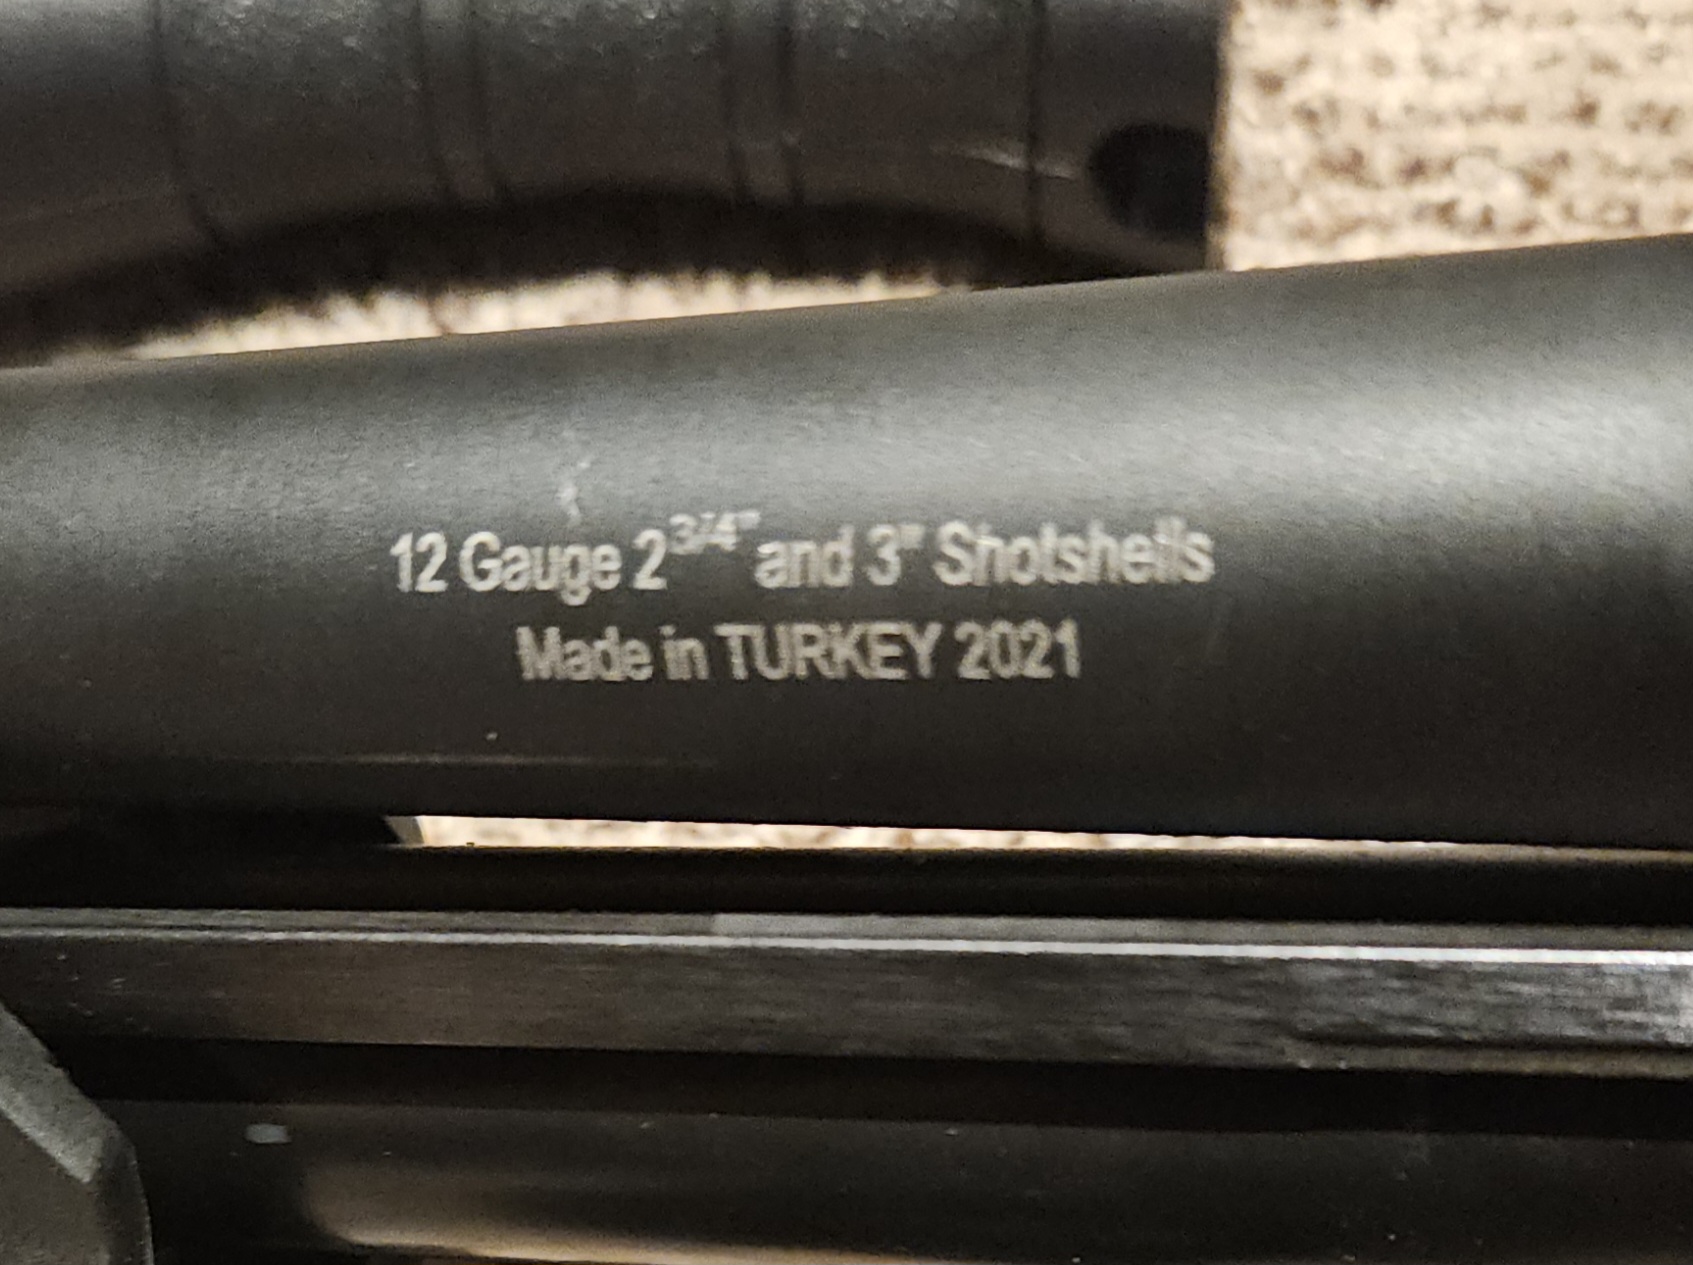 12 Gauge 2 3/4" and 3" Shotshells
Made in TURKEY 2021